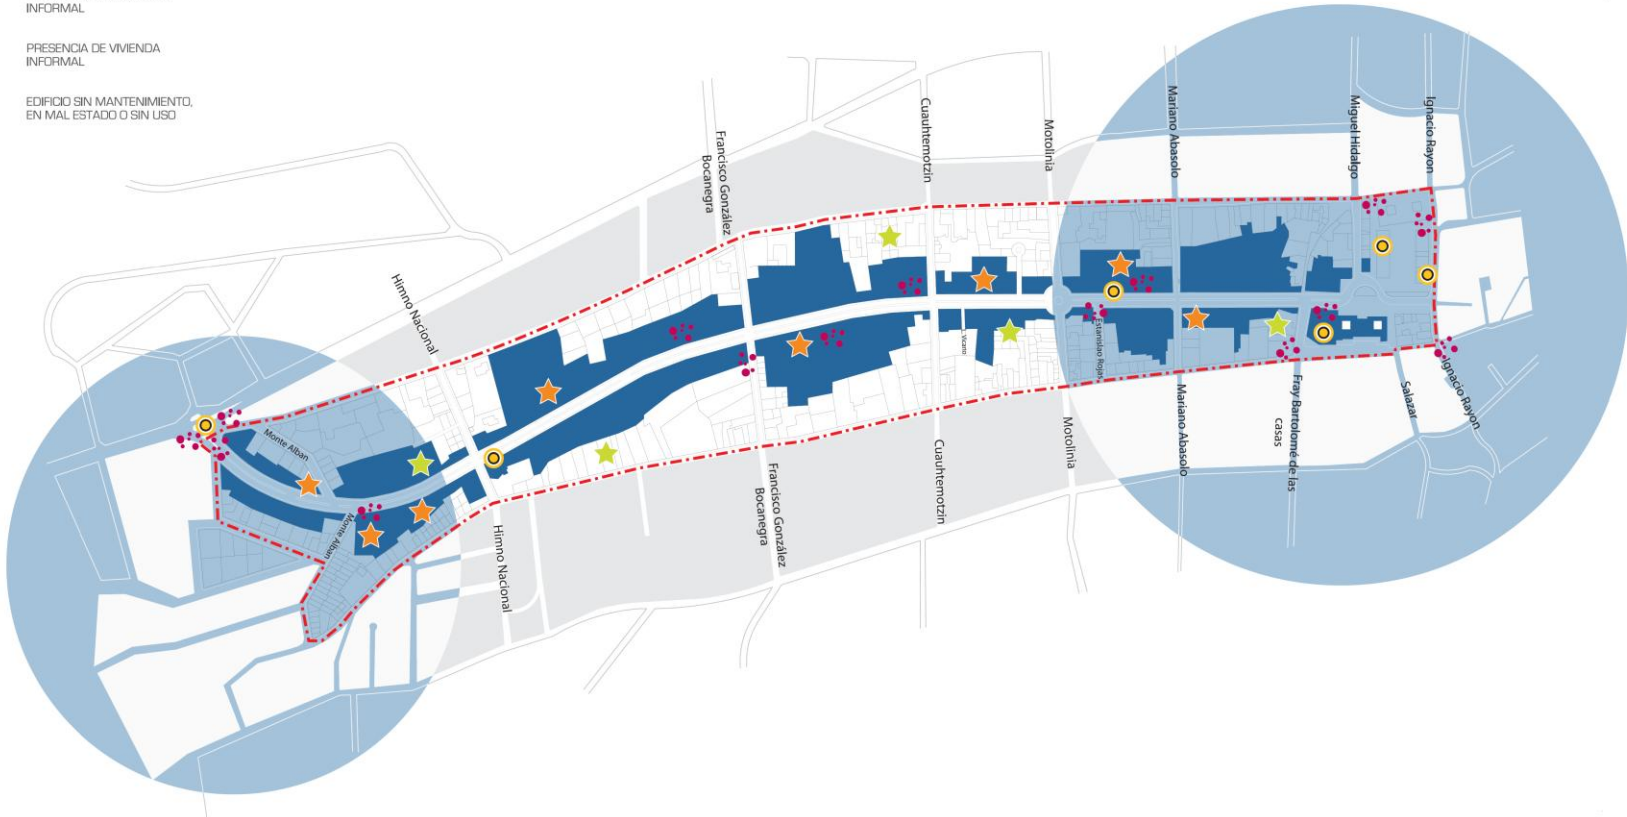 INFORMAL
PRESENCIA DE VIVIENDA
INFORMAL
EDIFICIO SIN MANTENIMIENTO,
EN MAL ESTADO O SIN USO
Francisco González
Bocanegra
Cuauhtemotzin
Motolinia
Mariano Abasolo
Miguel Hidalgo
Ignacio Rayon
Himno Nacional
Monte Alban
Monte Alban
Himno Nacional
Francisco González
Bocanegra
Cuauhtemotzin
Motolinia
Estanislao Rojas
Mariano Abasolo
Fray Bartolomé de las
casas
Salazar
Ignacio Rayon